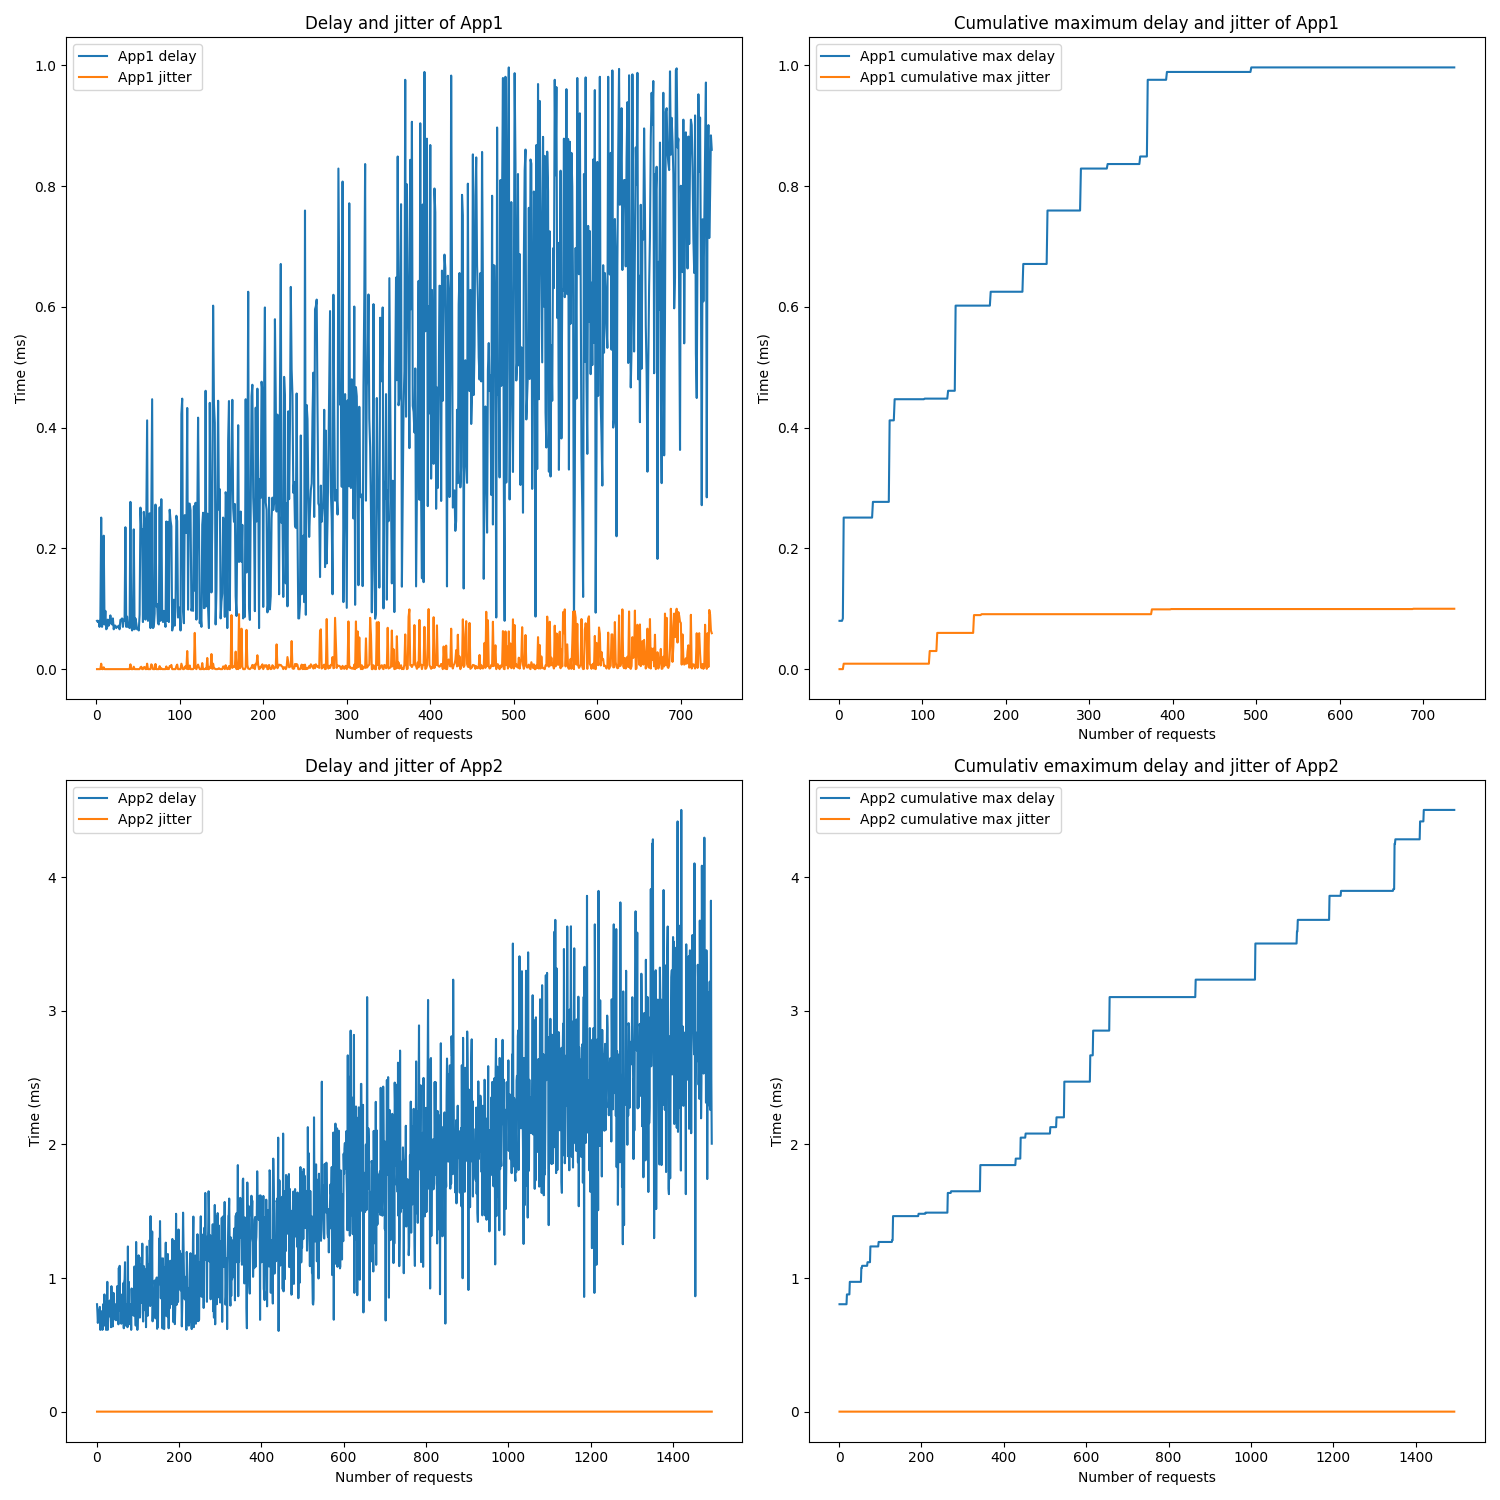 Delay and jitter of App1
App1 delay
App1 jitter
1.0
0.8
0.6
0.4
0.2
0.0
Time (ms)
0 100 200 300 400 500 600 700
Number of requests
Cumulative maximum delay and jitter of App1
App1 cumulative max delay
App1 cumulative max jitter
1.0
0.8
0.6
0.4
0.2
0.0
Time (ms)
0 100 200 300 400 500 600 700
Number of requests
Delay and jitter of App2
App2 delay
App2 jitter
4
3
2
1
0
Time (ms)
0 200 400 600 800 1000 1200 1400
Number of requests
Cumulativ emaximum delay and jitter of App2
App2 cumulative max delay
App2 cumulative max jitter
4
3
2
1
0
Time (ms)
0 200 400 600 800 1000 1200 1400
Number of requests